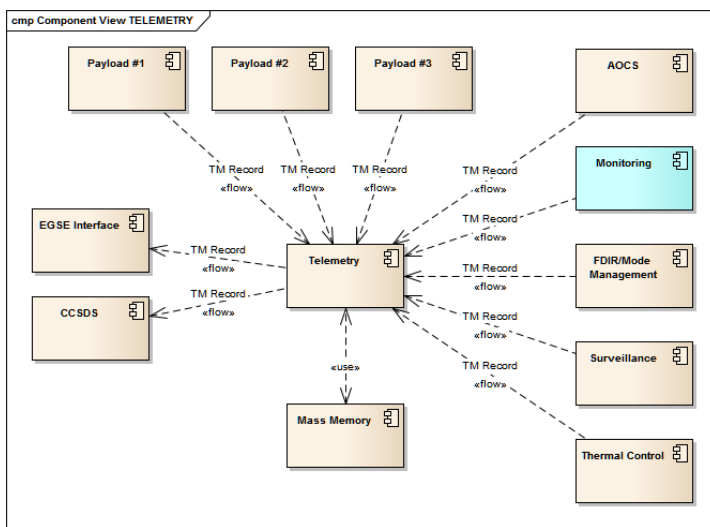 cmp Component View TELEMETRY
Payload #1
Payload #2
Payload #3
AOCS
TM Record
«flow»
TM Record
«flow»
TM Record
«flow»
TM Record
«flow»
Monitoring
TM Record
«flow»
EGSE Interface
TM Record
«flow»
Telemetry
TM Record
«flow»
FDIR/Mode
Management
CCSDS
TM Record
«flow»
TM Record
«flow»
Surveillance
TM Record
«flow»
«use»
Mass Memory
Thermal Control